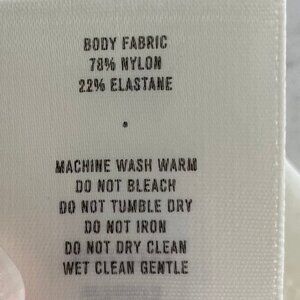 BODY FABRIC
78% NYLON
22% ELASTANE
MACHINE WASH WARM
DO NOT BLEACH
DO NOT TUMBLE DRY
DO NOT IRON
DO NOT DRY CLEAN
WET CLEAN GENTLE